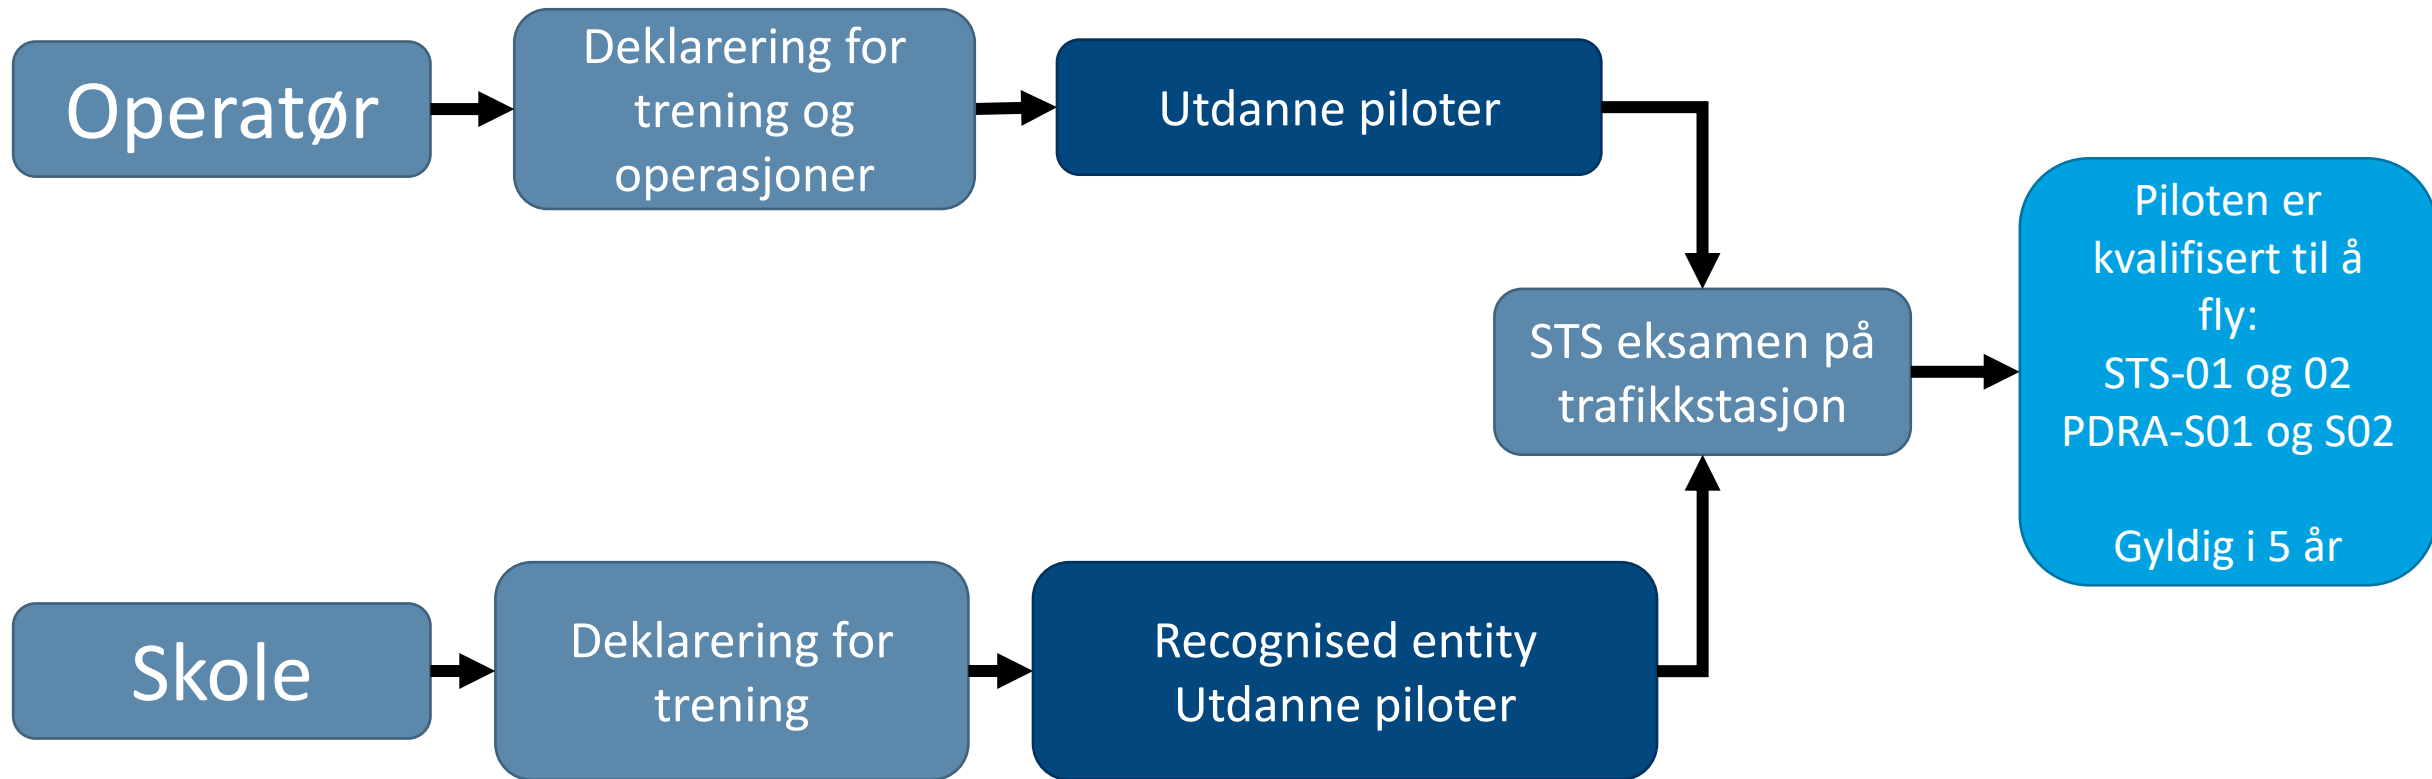 Operatør
Deklarering for
trening og
operasjoner
Utdanne piloter
STS eksamen på
trafikkstasjon
Piloten er
kvalifisert til å
fly:
STS-01 og 02
PDRA-S01 og S02
Gyldig i 5 år
Skole
Deklarering for
trening
Recognised entity
Utdanne piloter